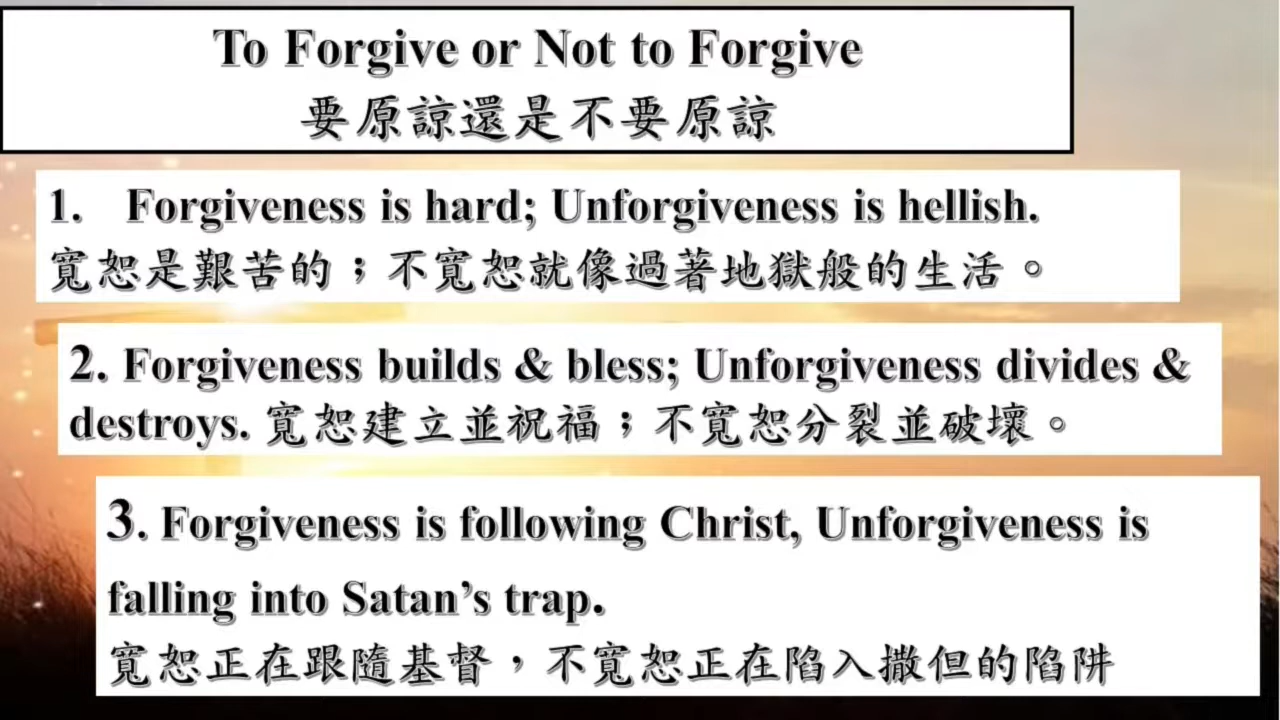 To Forgive or Not to Forgive
要原諒還是不要原諒
1. Forgiveness is hard; Unforgiveness is hellish.
寬恕是艱苦的；不寬恕就像過著地獄般的生活。
2. Forgiveness builds & bless; Unforgiveness divides &
destroys. 寬恕建立並祝福；不寬恕分裂並破壞。
3. Forgiveness is following Christ, Unforgiveness is
falling into Satan’s trap.
寬恕正在跟隨基督，不寬恕正在陷入撒但的陷阱